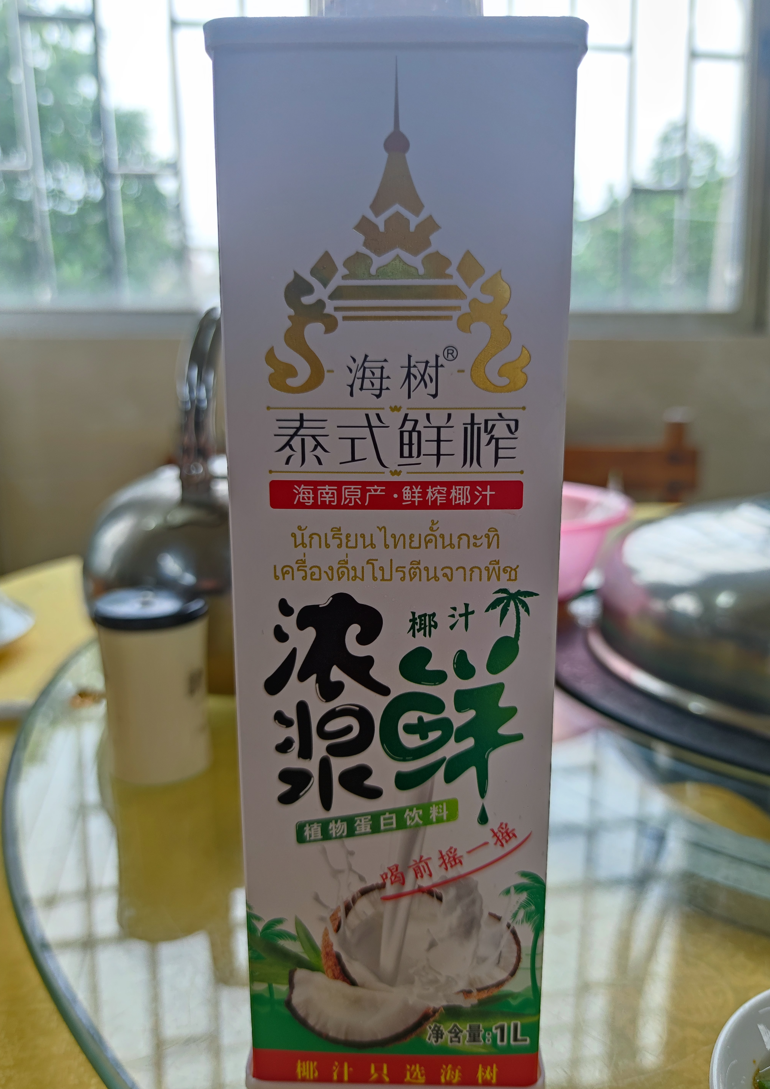 海树®
泰式鲜榨
海南原产·鲜榨椰汁
นักเรียนไทยคั้นกะทิ
เครื่องดื่มโปรตีนจากพืช
椰汁
浓浆
鲜
植物蛋白饮料
喝前摇一摇
净含量:1L
椰汁只选海树